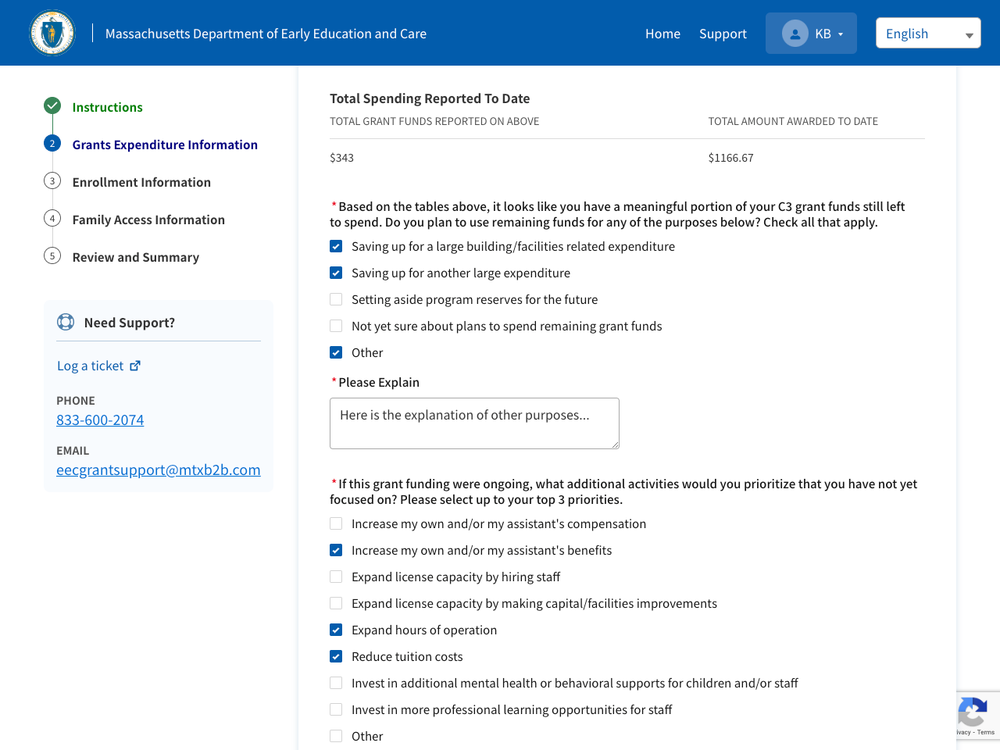 Massachusetts Department of Early Education and Care
Home
Support
KB
English
Instructions
2
Grants Expenditure Information
3
Enrollment Information
4
Family Access Information
5
Review and Summary
Need Support?
Log a ticket
PHONE
833-600-2074
EMAIL
eecgrantsupport@mtxb2b.com
Total Spending Reported To Date
TOTAL GRANT FUNDS REPORTED ON ABOVE
TOTAL AMOUNT AWARDED TO DATE
$343
$1166.67
*Based on the tables above, it looks like you have a meaningful portion of your C3 grant funds still left
to spend. Do you plan to use remaining funds for any of the purposes below? Check all that apply.
Saving up for a large building/facilities related expenditure
Saving up for another large expenditure
Setting aside program reserves for the future
Not yet sure about plans to spend remaining grant funds
Other
*Please Explain
Here is the explanation of other purposes...
*If this grant funding were ongoing, what additional activities would you prioritize that you have not yet
focused on? Please select up to your top 3 priorities.
Increase my own and/or my assistant's compensation
Increase my own and/or my assistant's benefits
Expand license capacity by hiring staff
Expand license capacity by making capital/facilities improvements
Expand hours of operation
Reduce tuition costs
Invest in additional mental health or behavioral supports for children and/or staff
Invest in more professional learning opportunities for staff
Other
ivacy - Terms